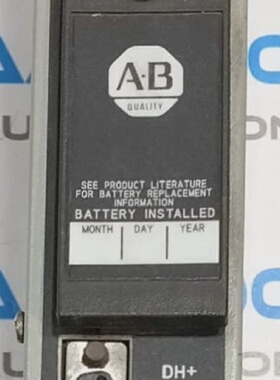 A-B
QUALITY
SEE PRODUCT LITERATURE
FOR BATTERY REPLACEMENT
INFORMATION
BATTERY INSTALLED
MONTH DAY YEAR
DH+